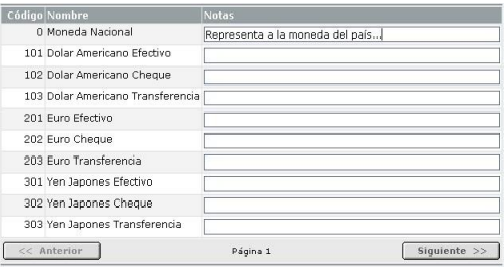 Código Nombre Notas
0 Moneda Nacional Representa a la moneda del país...
101 Dolar Americano Efectivo
102 Dolar Americano Cheque
103 Dolar Americano Transferencia
201 Euro Efectivo
202 Euro Cheque
203 Euro Transferencia
301 Yen Japones Efectivo
302 Yen Japones Cheque
303 Yen Japones Transferencia
<< Anterior Página 1 Siguiente >>